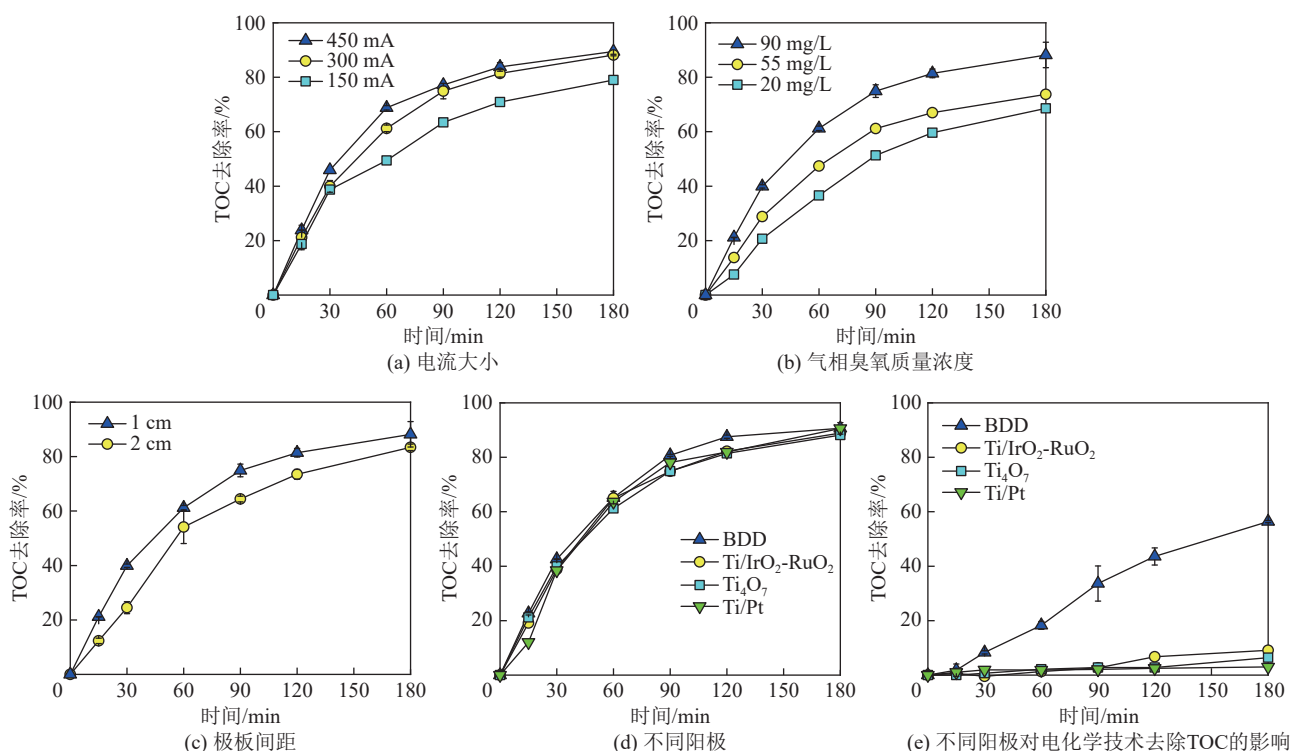 100
80
60
40
20
0
TOC去除率/%
450 mA
300 mA
150 mA
30 60 90 120 150 180
时间/min
(a) 电流大小
100
80
60
40
20
0
TOC去除率/%
90 mg/L
55 mg/L
20 mg/L
30 60 90 120 150 180
时间/min
(b) 气相臭氧质量浓度
100
80
60
40
20
0
TOC去除率/%
1 cm
2 cm
30 60 90 120 150 180
时间/min
(c) 极板间距
100
80
60
40
20
0
TOC去除率/%
BDD
Ti/IrO₂-RuO₂
Ti₄O₇
Ti/Pt
30 60 90 120 150 180
时间/min
(d) 不同阳极
100
80
60
40
20
0
TOC去除率/%
BDD
Ti/IrO₂-RuO₂
Ti₄O₇
Ti/Pt
30 60 90 120 150 180
时间/min
(e) 不同阳极对电化学技术去除TOC的影响